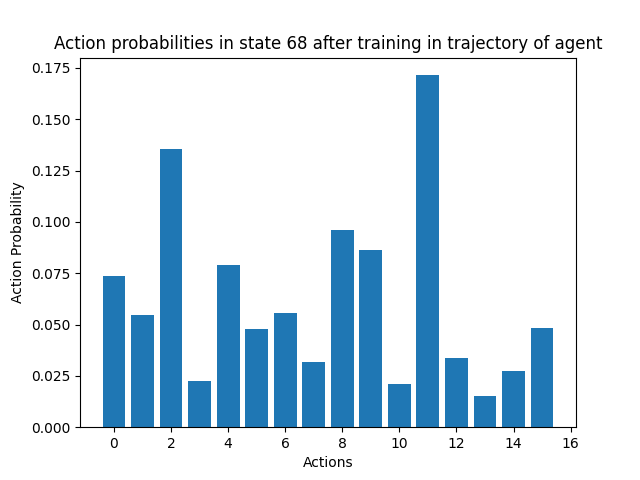 Action probabilities in state 68 after training in trajectory of agent
0.175
0.150
0.125
0.100
0.075
0.050
0.025
0.000
Action Probability
0 2 4 6 8 10 12 14 16
Actions